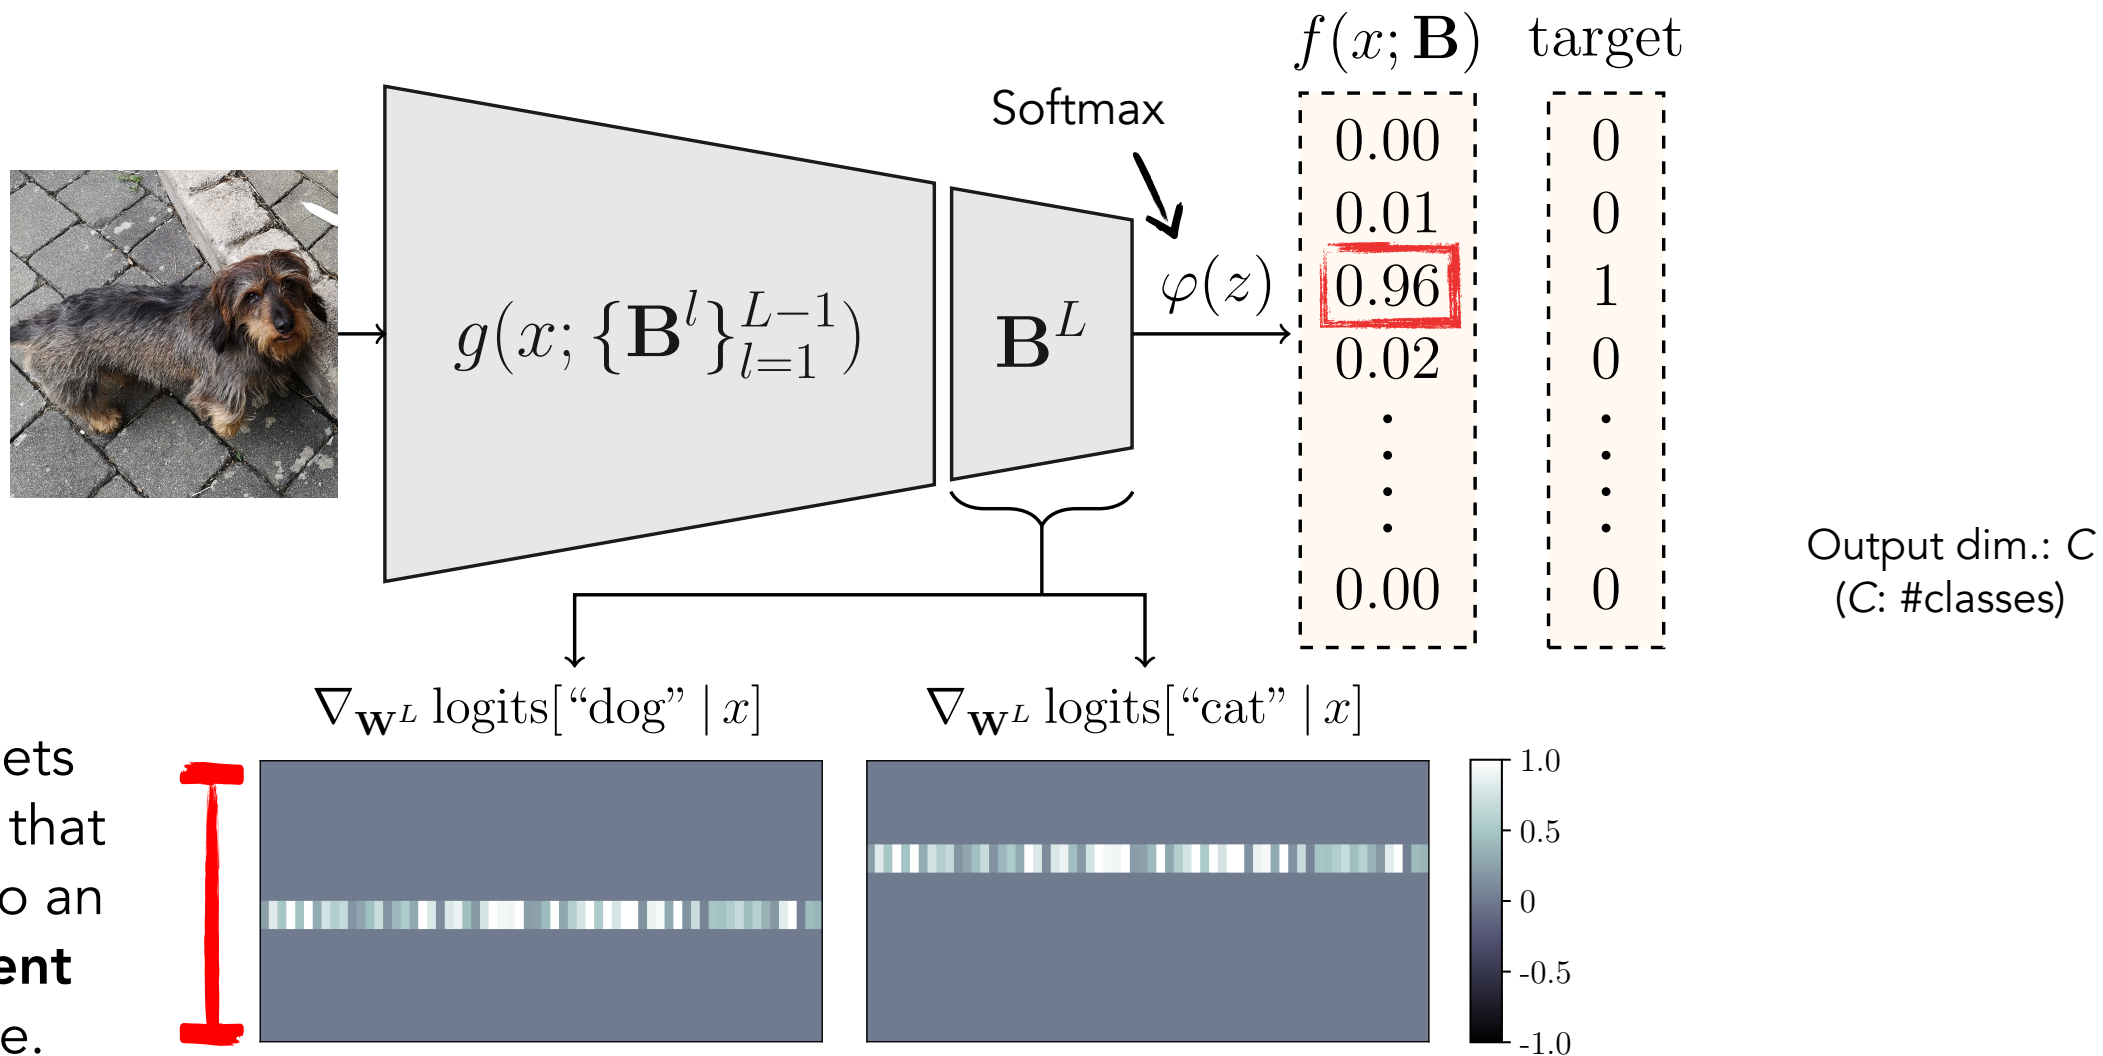 f(x; B) target
Softmax
0.00 0
0.01 0
0.96 1
0.02 0
0.00 0
φ(z)
g(x; {B^l}_{l=1}^{L−1})
B^L
Output dim.: C
(C: #classes)
∇_{W^L} logits[“dog” | x]
∇_{W^L} logits[“cat” | x]
ets
that
o an
ent
e.
1.0
0.5
0
-0.5
-1.0